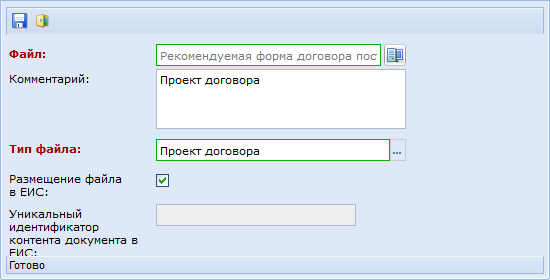 Файл: Рекомендуемая форма договора пос
Комментарий: Проект договора
Тип файла: Проект договора ...
Размещение файла
в ЕИС:
Уникальный
идентификатор
контента документа в
ЕИС:
Готово